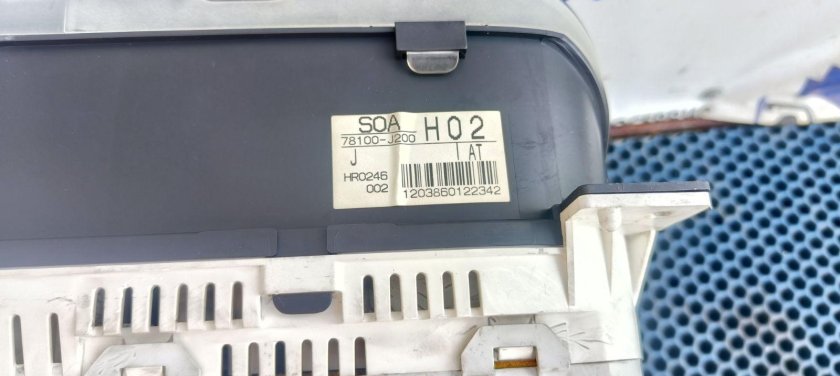 SOA H02
78100-J200
J I AT
HR0246
002 1203860122342